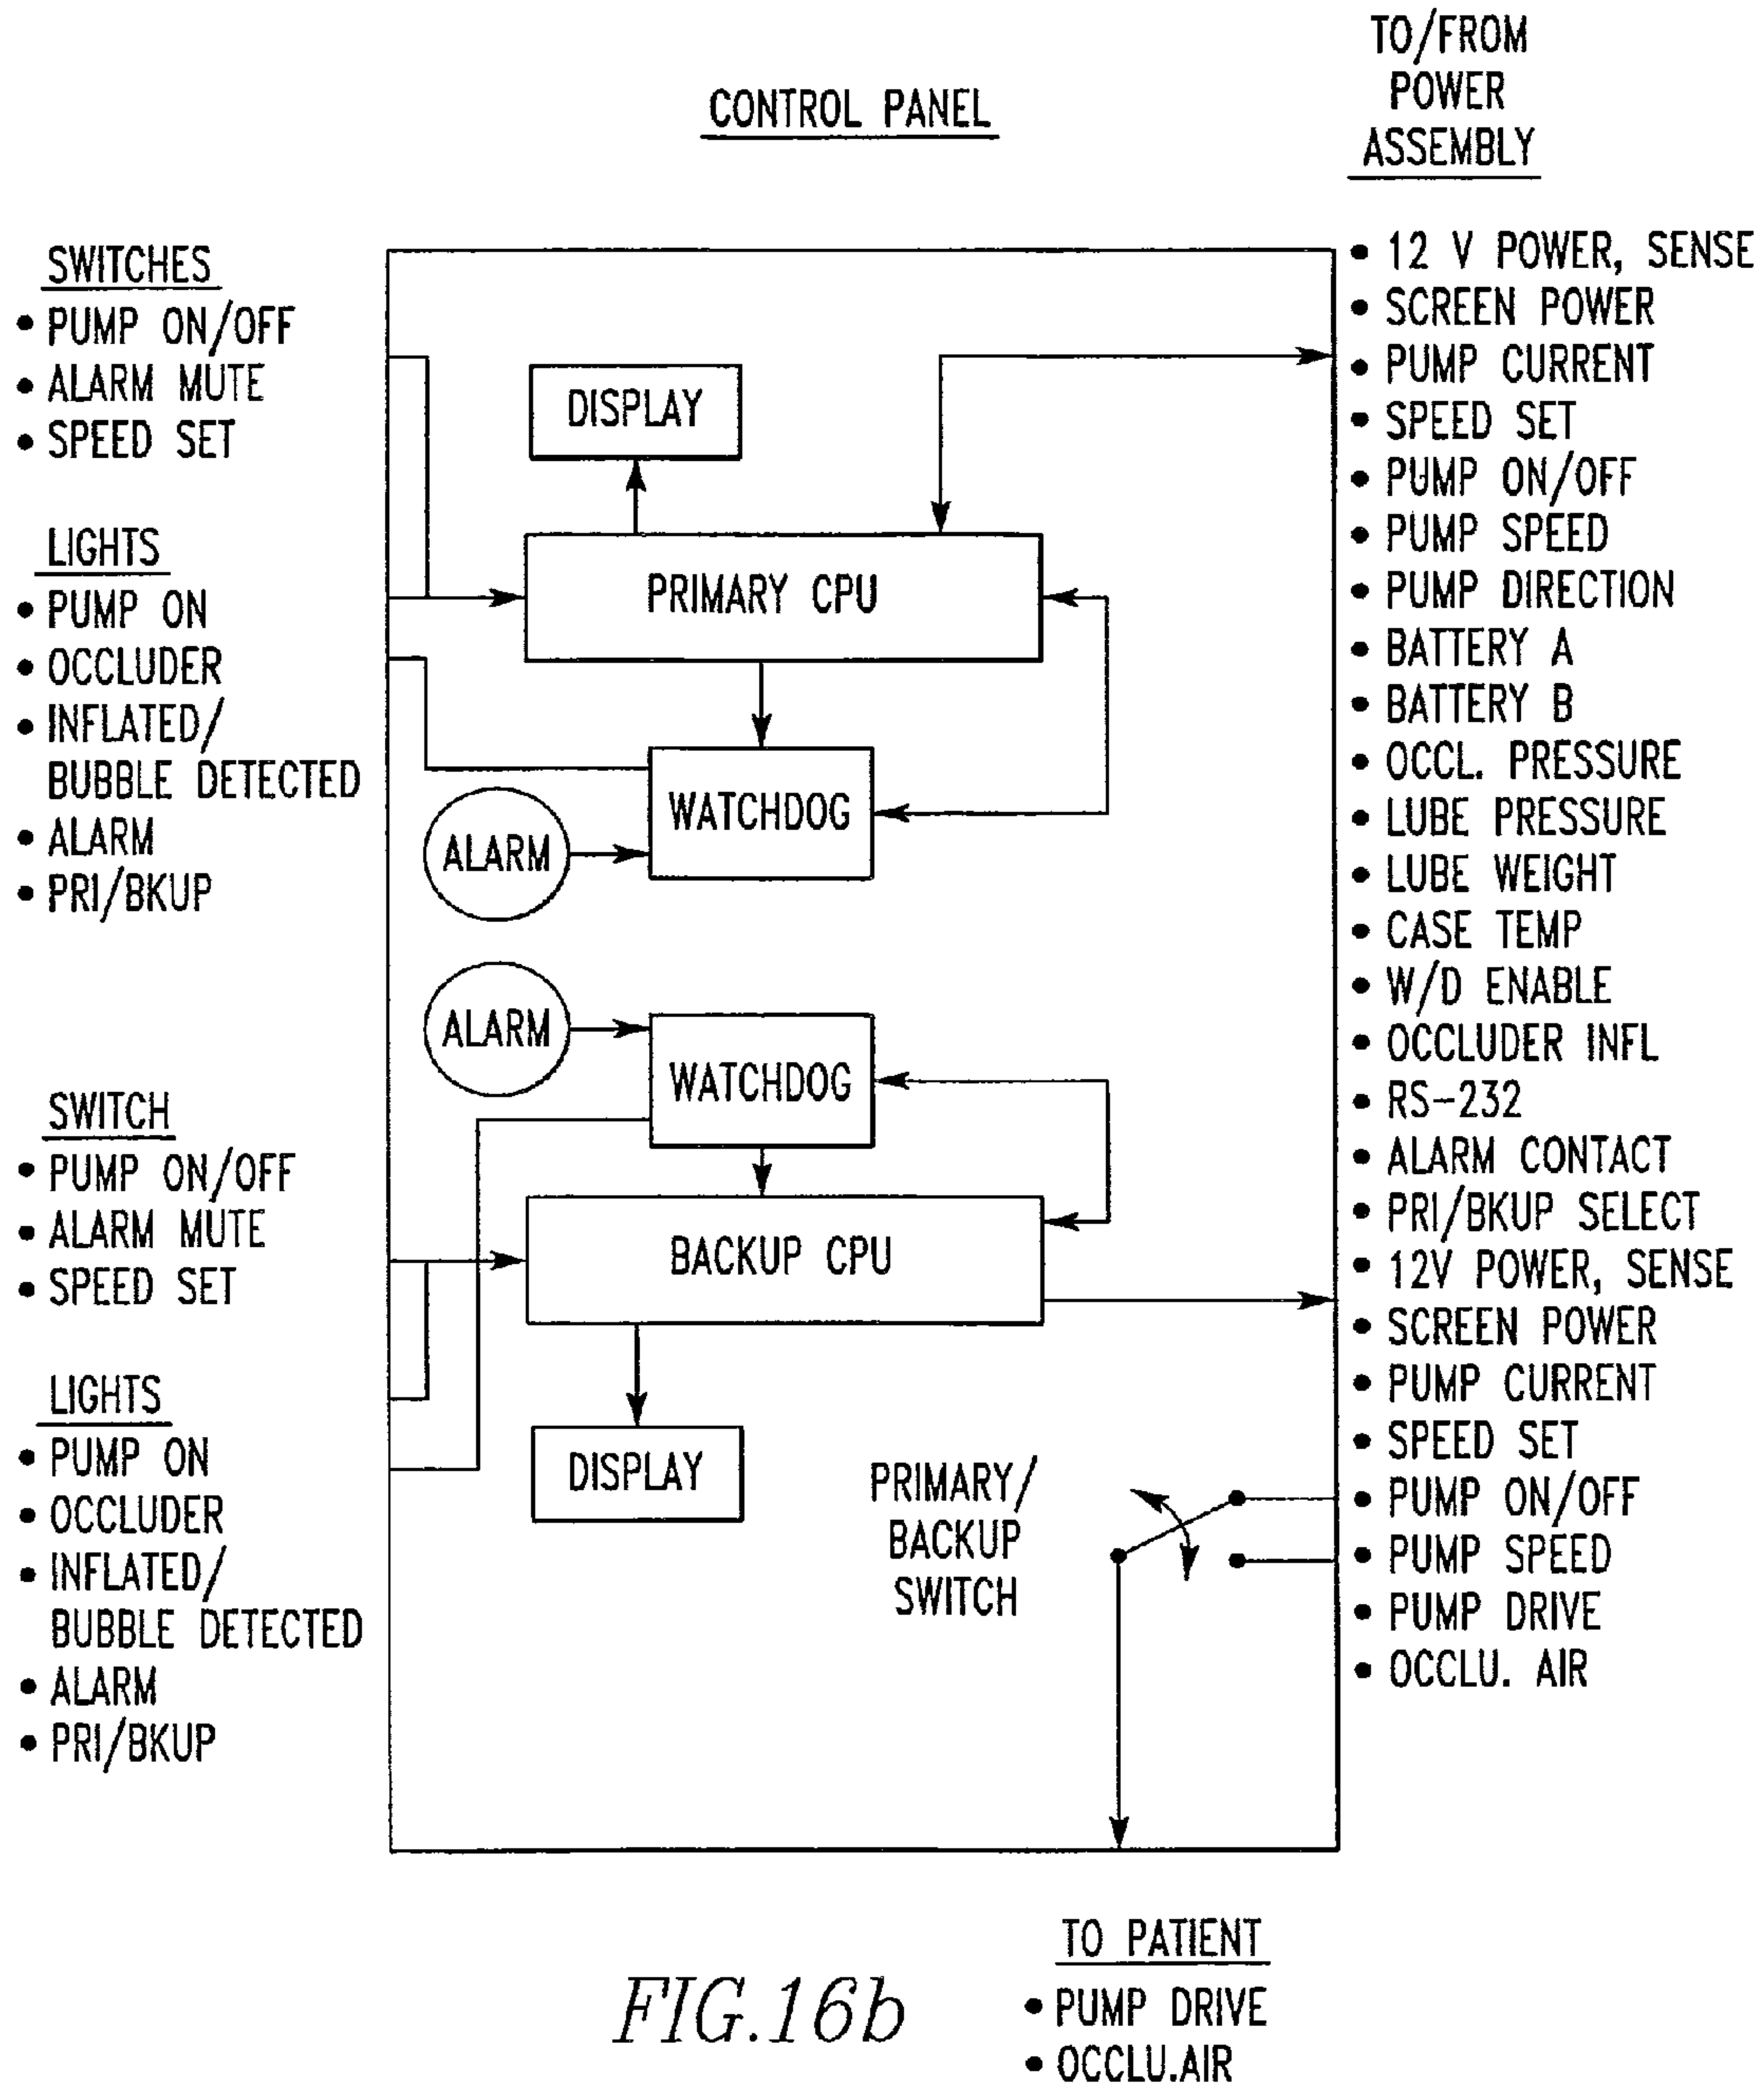 CONTROL PANEL
TO/FROM
POWER
ASSEMBLY
SWITCHES
• PUMP ON/OFF
• ALARM MUTE
• SPEED SET
LIGHTS
• PUMP ON
• OCCLUDER
• INFLATED/
BUBBLE DETECTED
• ALARM
• PRI/BKUP
SWITCH
• PUMP ON/OFF
• ALARM MUTE
• SPEED SET
LIGHTS
• PUMP ON
• OCCLUDER
• INFLATED/
BUBBLE DETECTED
• ALARM
• PRI/BKUP
DISPLAY
PRIMARY CPU
WATCHDOG
ALARM
ALARM
WATCHDOG
BACKUP CPU
DISPLAY
PRIMARY/
BACKUP
SWITCH
• 12 V POWER, SENSE
• SCREEN POWER
• PUMP CURRENT
• SPEED SET
• PUMP ON/OFF
• PUMP SPEED
• PUMP DIRECTION
• BATTERY A
• BATTERY B
• OCCL. PRESSURE
• LUBE PRESSURE
• LUBE WEIGHT
• CASE TEMP
• W/D ENABLE
• OCCLUDER INFL
• RS-232
• ALARM CONTACT
• PRI/BKUP SELECT
• 12V POWER, SENSE
• SCREEN POWER
• PUMP CURRENT
• SPEED SET
• PUMP ON/OFF
• PUMP SPEED
• PUMP DRIVE
• OCCLU. AIR
TO PATIENT
• PUMP DRIVE
• OCCLU.AIR
FIG.16b